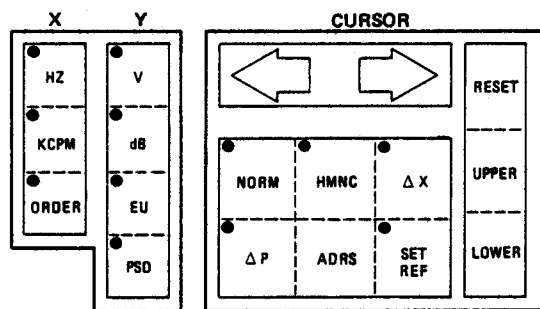 X Y CURSOR
HZ V
RESET
KCPM dB
NORM HMNC Δ X UPPER
ORDER EU
Δ P ADRS SET REF LOWER
PSD